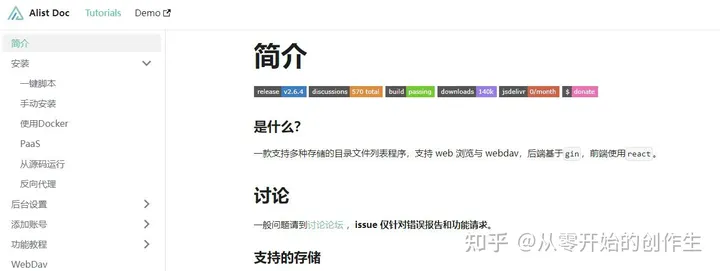 Alist Doc Tutorials Demo
简介
安装
一键脚本
手动安装
使用Docker
PaaS
从源码运行
反向代理
后台设置
添加账号
功能教程
WebDav
简介
release v2.6.4 discussions 570 total build passing downloads 140k jsdelivr 0/month $ donate
是什么？
一款支持多种存储的目录文件列表程序，支持 web 浏览与 webdav，后端基于gin，前端使用react。
讨论
一般问题请到讨论论坛 ，issue 仅针对错误报告和功能请求。
支持的存储
知乎 @从零开始的创作生